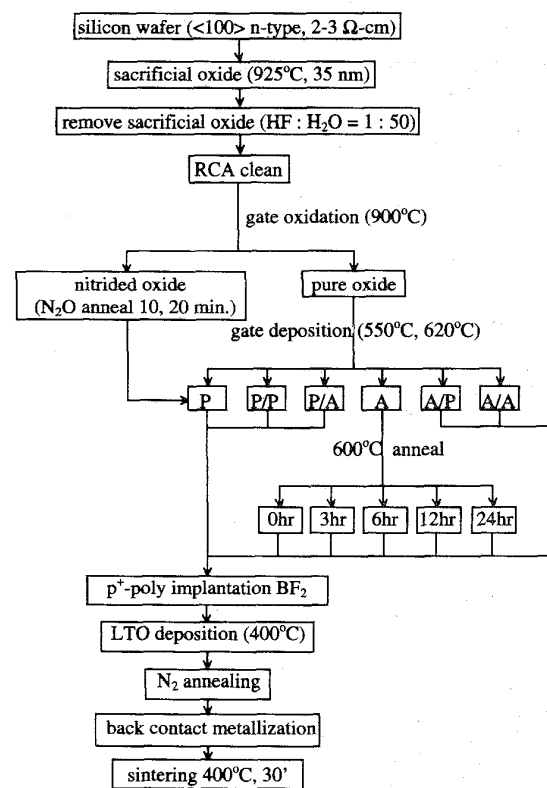 silicon wafer (<100> n-type, 2-3 Ω-cm)
sacrificial oxide (925°C, 35 nm)
remove sacrificial oxide (HF : H₂O = 1 : 50)
RCA clean
gate oxidation (900°C)
nitrided oxide
(N₂O anneal 10, 20 min.)
pure oxide
gate deposition (550°C, 620°C)
P P/P P/A A A/P A/A
600°C anneal
0hr 3hr 6hr 12hr 24hr
p⁺-poly implantation BF₂
LTO deposition (400°C)
N₂ annealing
back contact metallization
sintering 400°C, 30'